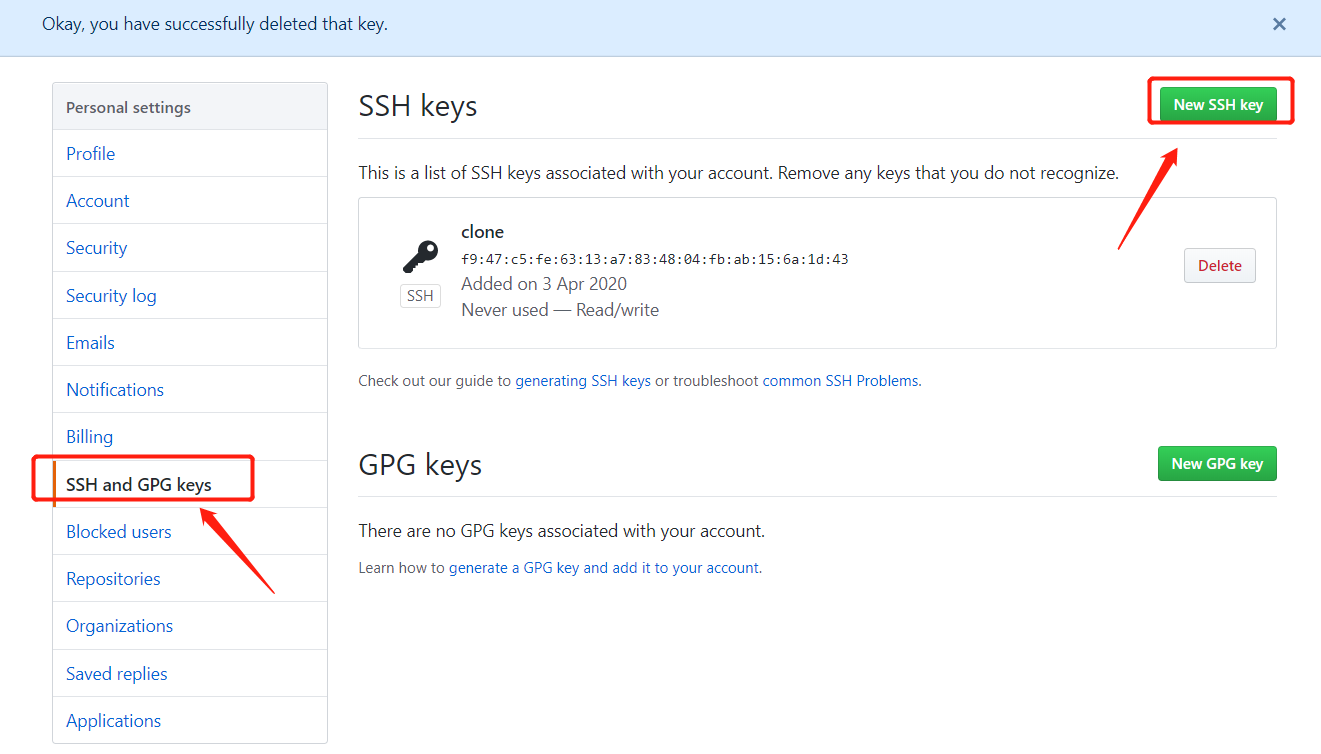 Okay, you have successfully deleted that key.
Personal settings
Profile
Account
Security
Security log
Emails
Notifications
Billing
SSH and GPG keys
Blocked users
Repositories
Organizations
Saved replies
Applications
SSH keys
New SSH key
This is a list of SSH keys associated with your account. Remove any keys that you do not recognize.
clone
f9:47:c5:fe:63:13:a7:83:48:04:fb:ab:15:6a:1d:43
Added on 3 Apr 2020
SSH
Never used — Read/write
Delete
Check out our guide to generating SSH keys or troubleshoot common SSH Problems.
GPG keys
New GPG key
There are no GPG keys associated with your account.
Learn how to generate a GPG key and add it to your account.